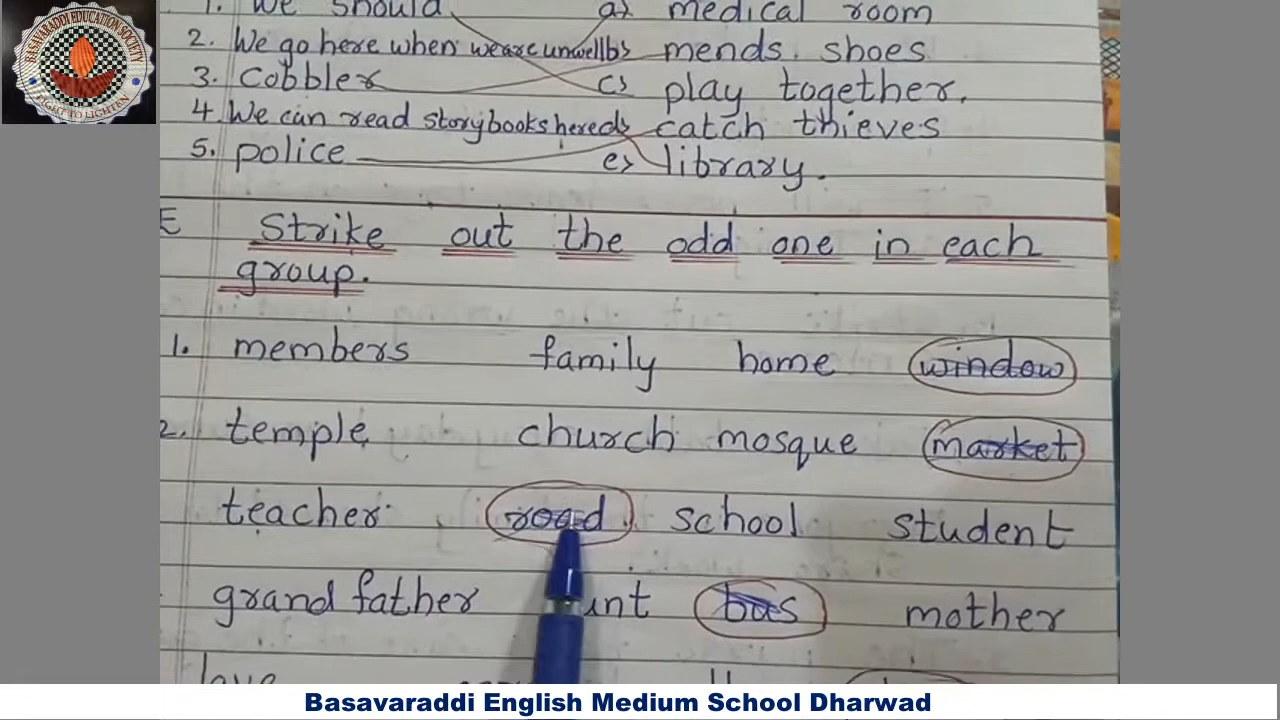 BASAVARADDI EDUCATION SOCIETY
TO LIGHTEN
1. We should a) medical room
2. We go here when we are unwell b) mends shoes
3. Cobbler c) play together.
4. We can read storybooks here d) catch thieves
5. police e) library.
E Strike out the odd one in each
group.
1. members family home window
2. temple church mosque market
teacher road school student
grand father unt bus mother
love
Basavaraddi English Medium School Dharwad